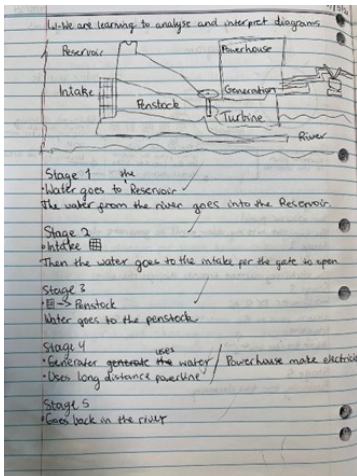 W-We are learning to analyse and interpret diagrams
Reservoir
Powerhouse
Intake
Generation
Penstock
Turbine
River
Stage 1 the
•Water goes to Reservoir
The water from the river goes into the Reservoir.
Stage 2
•Intake
Then the water goes to the intake per the gate to open
Stage 3
•-> Penstock
Water goes to the penstock
Stage 4 uses
•Generater generate the water / Powerhouse make electrici
•Uses long distance powerline
Stage 5
•Goes back in the river